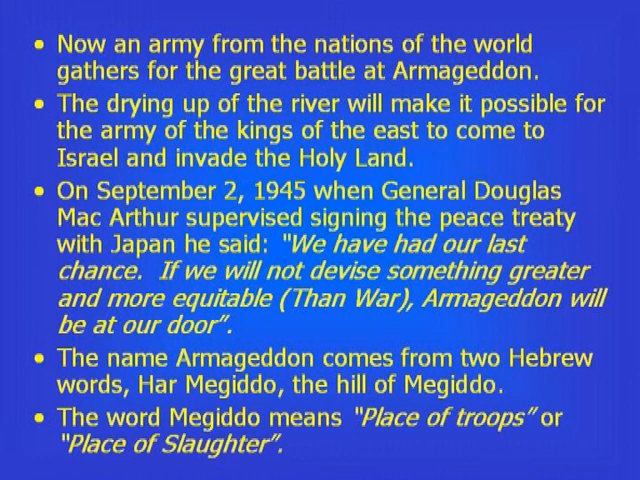 • Now an army from the nations of the world
gathers for the great battle at Armageddon.
• The drying up of the river will make it possible for
the army of the kings of the east to come to
Israel and invade the Holy Land.
• On September 2, 1945 when General Douglas
Mac Arthur supervised signing the peace treaty
with Japan he said: "We have had our last
chance. If we will not devise something greater
and more equitable (Than War), Armageddon will
be at our door".
• The name Armageddon comes from two Hebrew
words, Har Megiddo, the hill of Megiddo.
• The word Megiddo means "Place of troops" or
"Place of Slaughter".